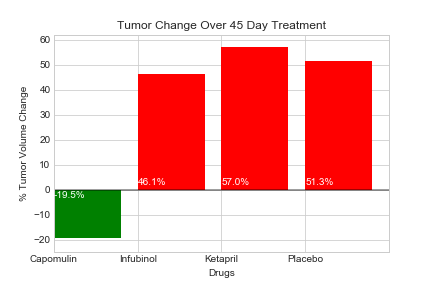 Tumor Change Over 45 Day Treatment
% Tumor Volume Change
60
50
40
30
20
10
0
−10
−20
-19.5%
46.1%
57.0%
51.3%
Capomulin
Infubinol
Ketapril
Placebo
Drugs